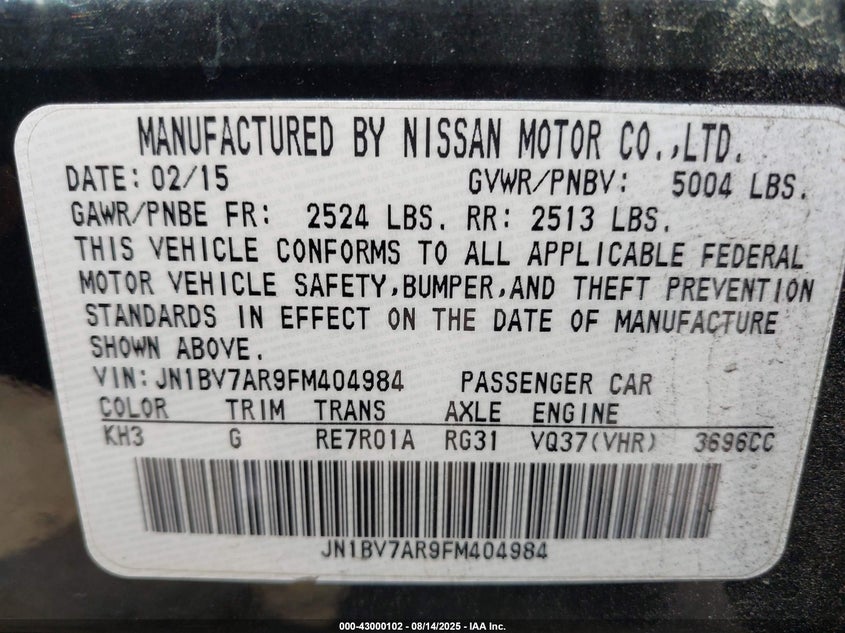 MANUFACTURED BY NISSAN MOTOR CO.,LTD.
DATE: 02/15 GVWR/PNBV: 5004 LBS.
GAWR/PNBE FR: 2524 LBS. RR: 2513 LBS.
THIS VEHICLE CONFORMS TO ALL APPLICABLE FEDERAL
MOTOR VEHICLE SAFETY,BUMPER,AND THEFT PREVENTION
STANDARDS IN EFFECT ON THE DATE OF MANUFACTURE
SHOWN ABOVE.
VIN: JN1BV7AR9FM404984 PASSENGER CAR
COLOR TRIM TRANS AXLE ENGINE
KH3 G RE7R01A RG31 VQ37(VHR) 3696CC
JN1BV7AR9FM404984
000-43000102 - 08/14/2025 - IAA Inc.